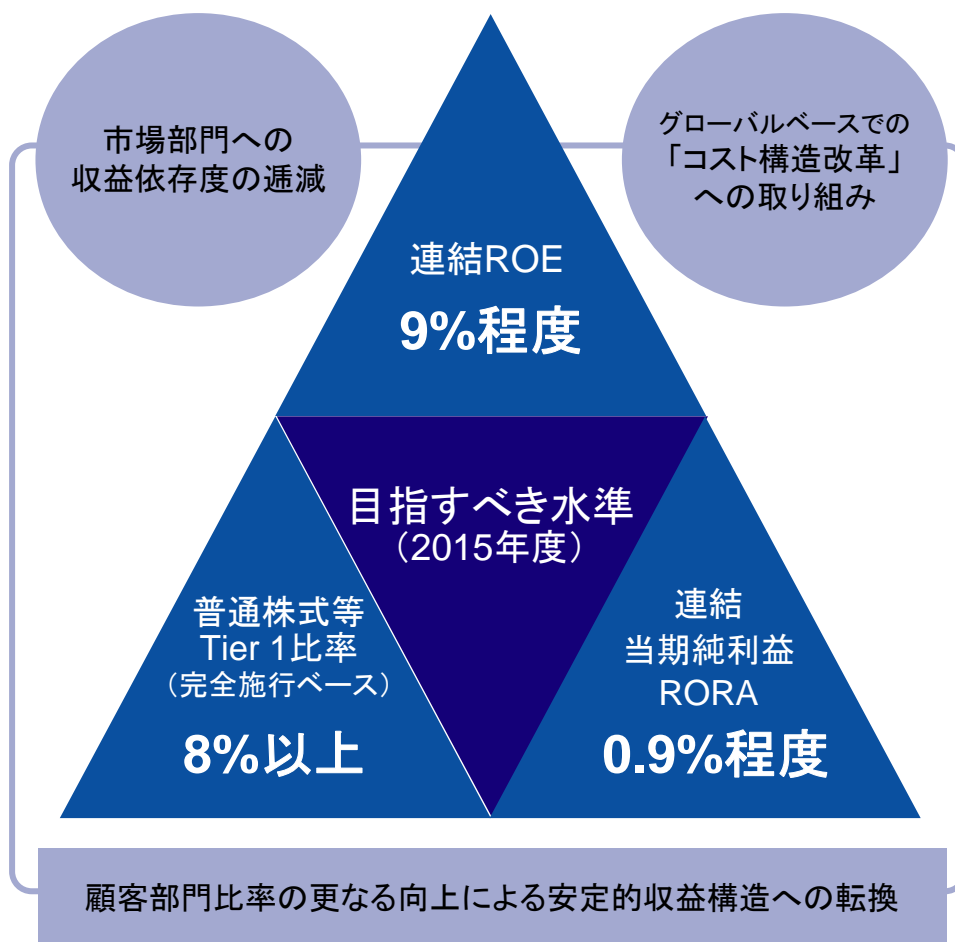 市場部門への
収益依存度の逓減
グローバルベースでの
「コスト構造改革」
への取り組み
連結ROE
9%程度
目指すべき水準
（2015年度）
普通株式等
Tier 1比率
（完全施行ベース）
8%以上
連結
当期純利益
RORA
0.9%程度
顧客部門比率の更なる向上による安定的収益構造への転換